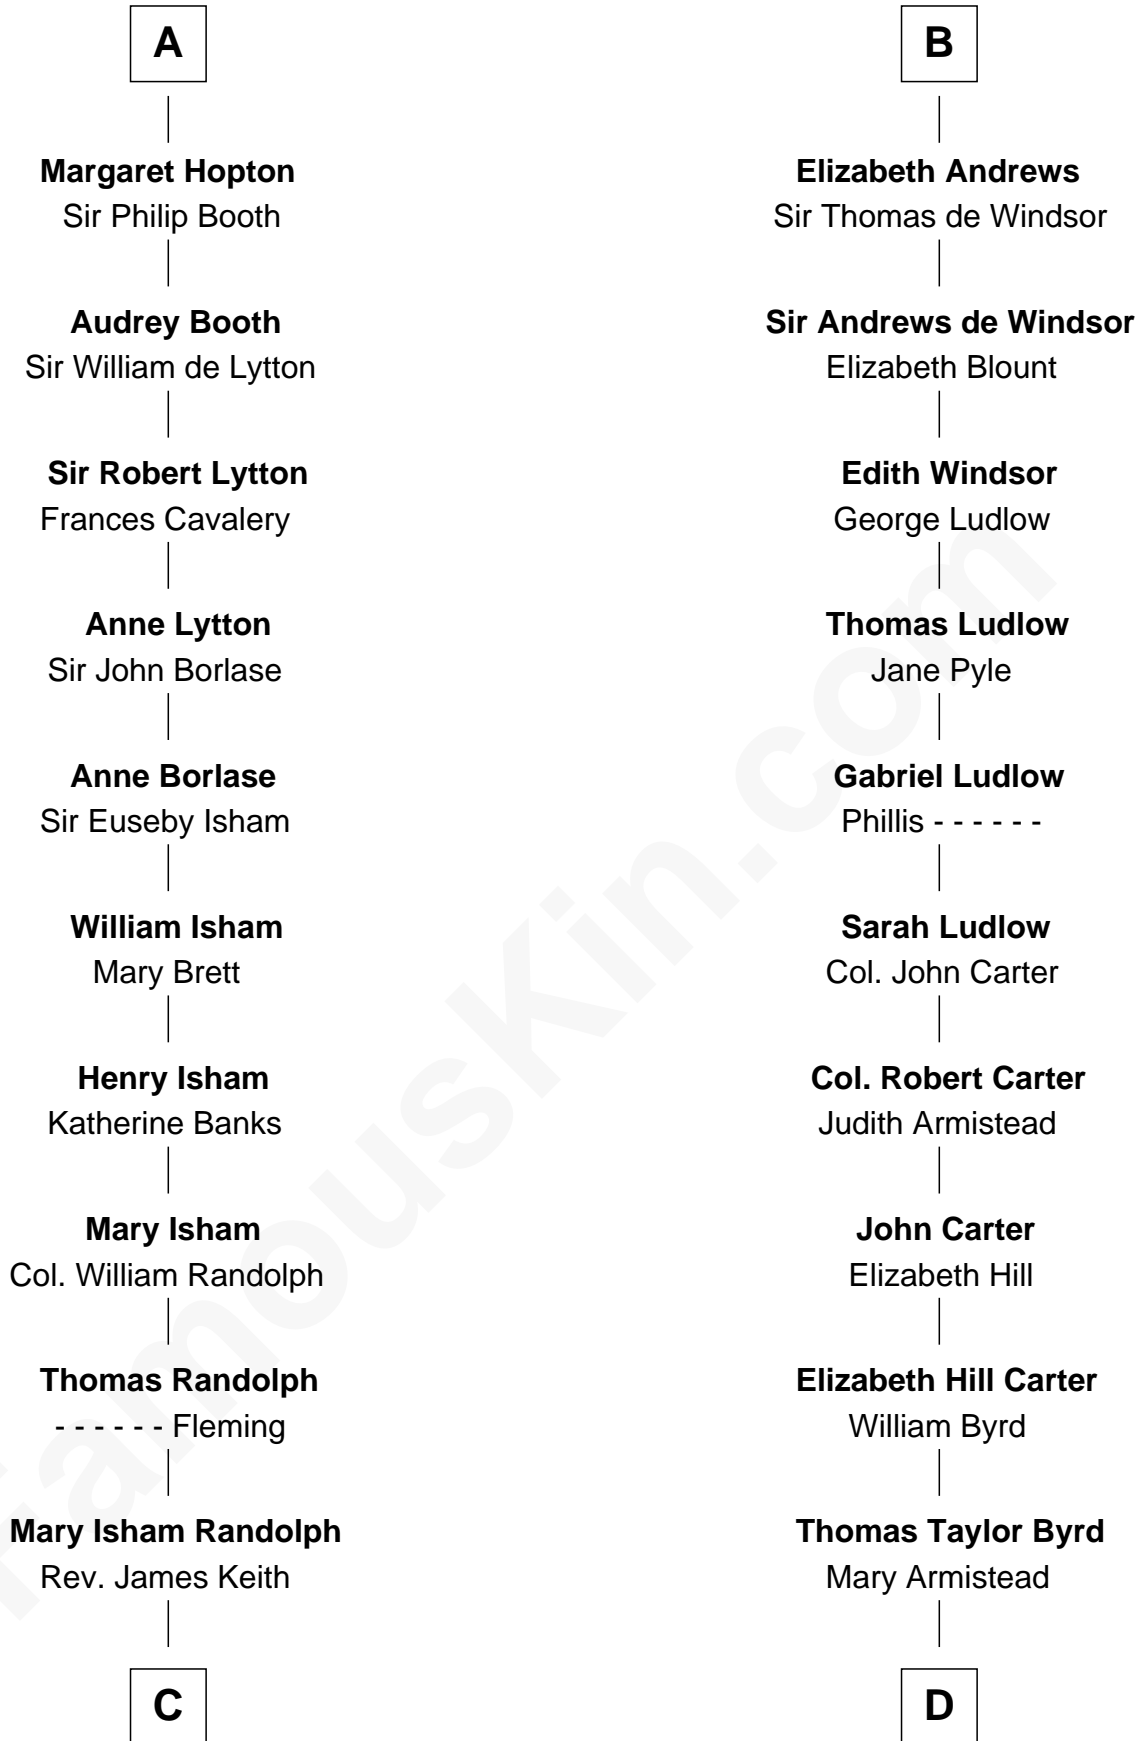 A
Margaret Hopton
Sir Philip Booth
Audrey Booth
Sir William de Lytton
Sir Robert Lytton
Frances Cavalery
Anne Lytton
Sir John Borlase
Anne Borlase
Sir Euseby Isham
William Isham
Mary Brett
Henry Isham
Katherine Banks
Mary Isham
Col. William Randolph
Thomas Randolph
- - - - - - Fleming
Mary Isham Randolph
Rev. James Keith
C
B
Elizabeth Andrews
Sir Thomas de Windsor
Sir Andrews de Windsor
Elizabeth Blount
Edith Windsor
George Ludlow
Thomas Ludlow
Jane Pyle
Gabriel Ludlow
Phillis - - - - - -
Sarah Ludlow
Col. John Carter
Col. Robert Carter
Judith Armistead
John Carter
Elizabeth Hill
Elizabeth Hill Carter
William Byrd
Thomas Taylor Byrd
Mary Armistead
D
FamousKin.com